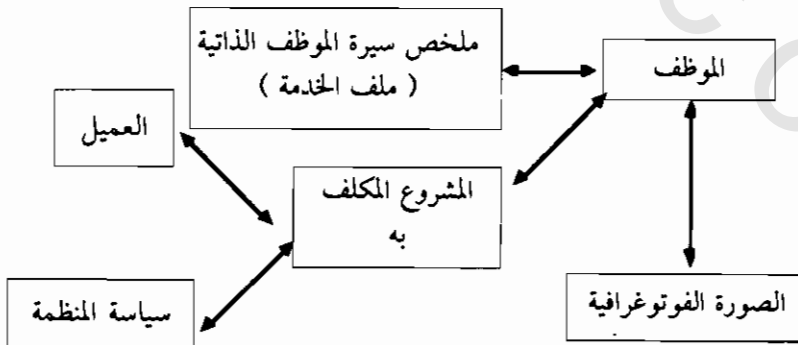 ملخص سيرة الموظف الذاتية
( ملف الخدمة )
الموظف
العميل
المشروع المكلف
به
سياسة المنظمة
الصورة الفوتوغرافية